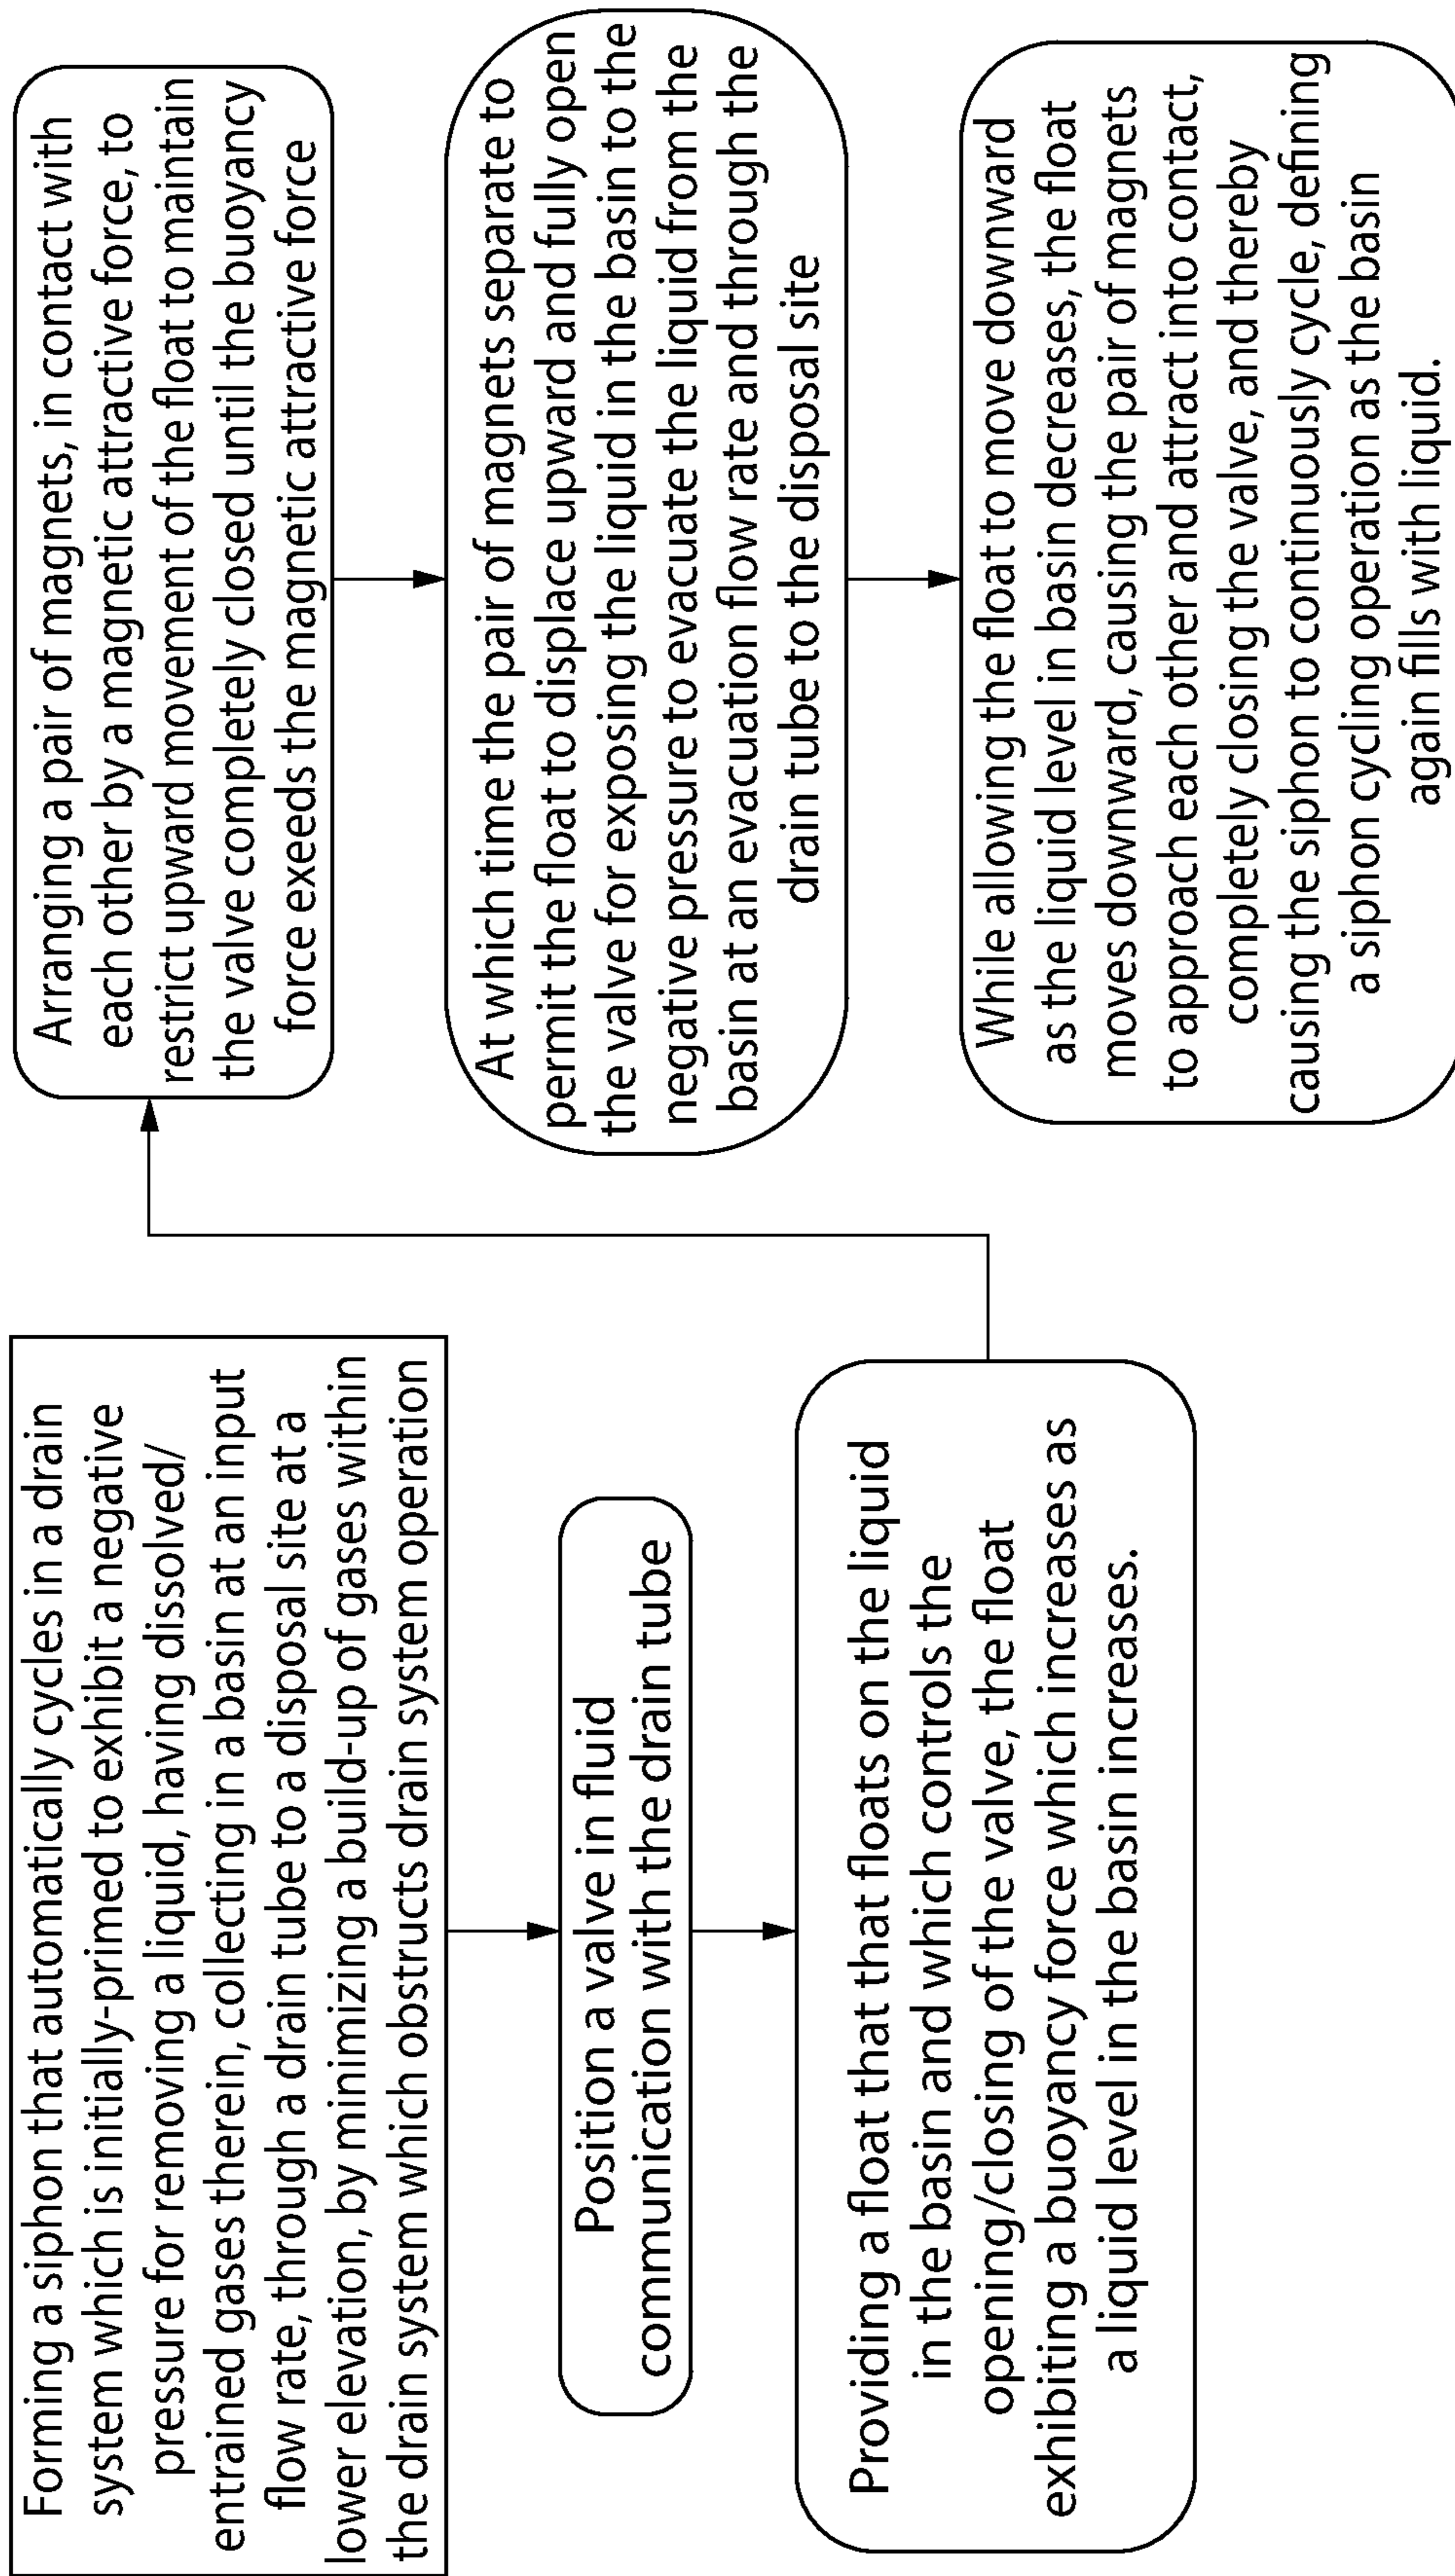 Forming a siphon that automatically cycles in a drain
system which is initially-primed to exhibit a negative
pressure for removing a liquid, having dissolved/
entrained gases therein, collecting in a basin at an input
flow rate, through a drain tube to a disposal site at a
lower elevation, by minimizing a build-up of gases within
the drain system which obstructs drain system operation
Position a valve in fluid
communication with the drain tube
Providing a float that that floats on the liquid
in the basin and which controls the
opening/closing of the valve, the float
exhibiting a buoyancy force which increases as
a liquid level in the basin increases.
Arranging a pair of magnets, in contact with
each other by a magnetic attractive force, to
restrict upward movement of the float to maintain
the valve completely closed until the buoyancy
force exeeds the magnetic attractive force
At which time the pair of magnets separate to
permit the float to displace upward and fully open
the valve for exposing the liquid in the basin to the
negative pressure to evacuate the liquid from the
basin at an evacuation flow rate and through the
drain tube to the disposal site
While allowing the float to move downward
as the liquid level in basin decreases, the float
moves downward, causing the pair of magnets
to approach each other and attract into contact,
completely closing the valve, and thereby
causing the siphon to continuously cycle, defining
a siphon cycling operation as the basin
again fills with liquid.